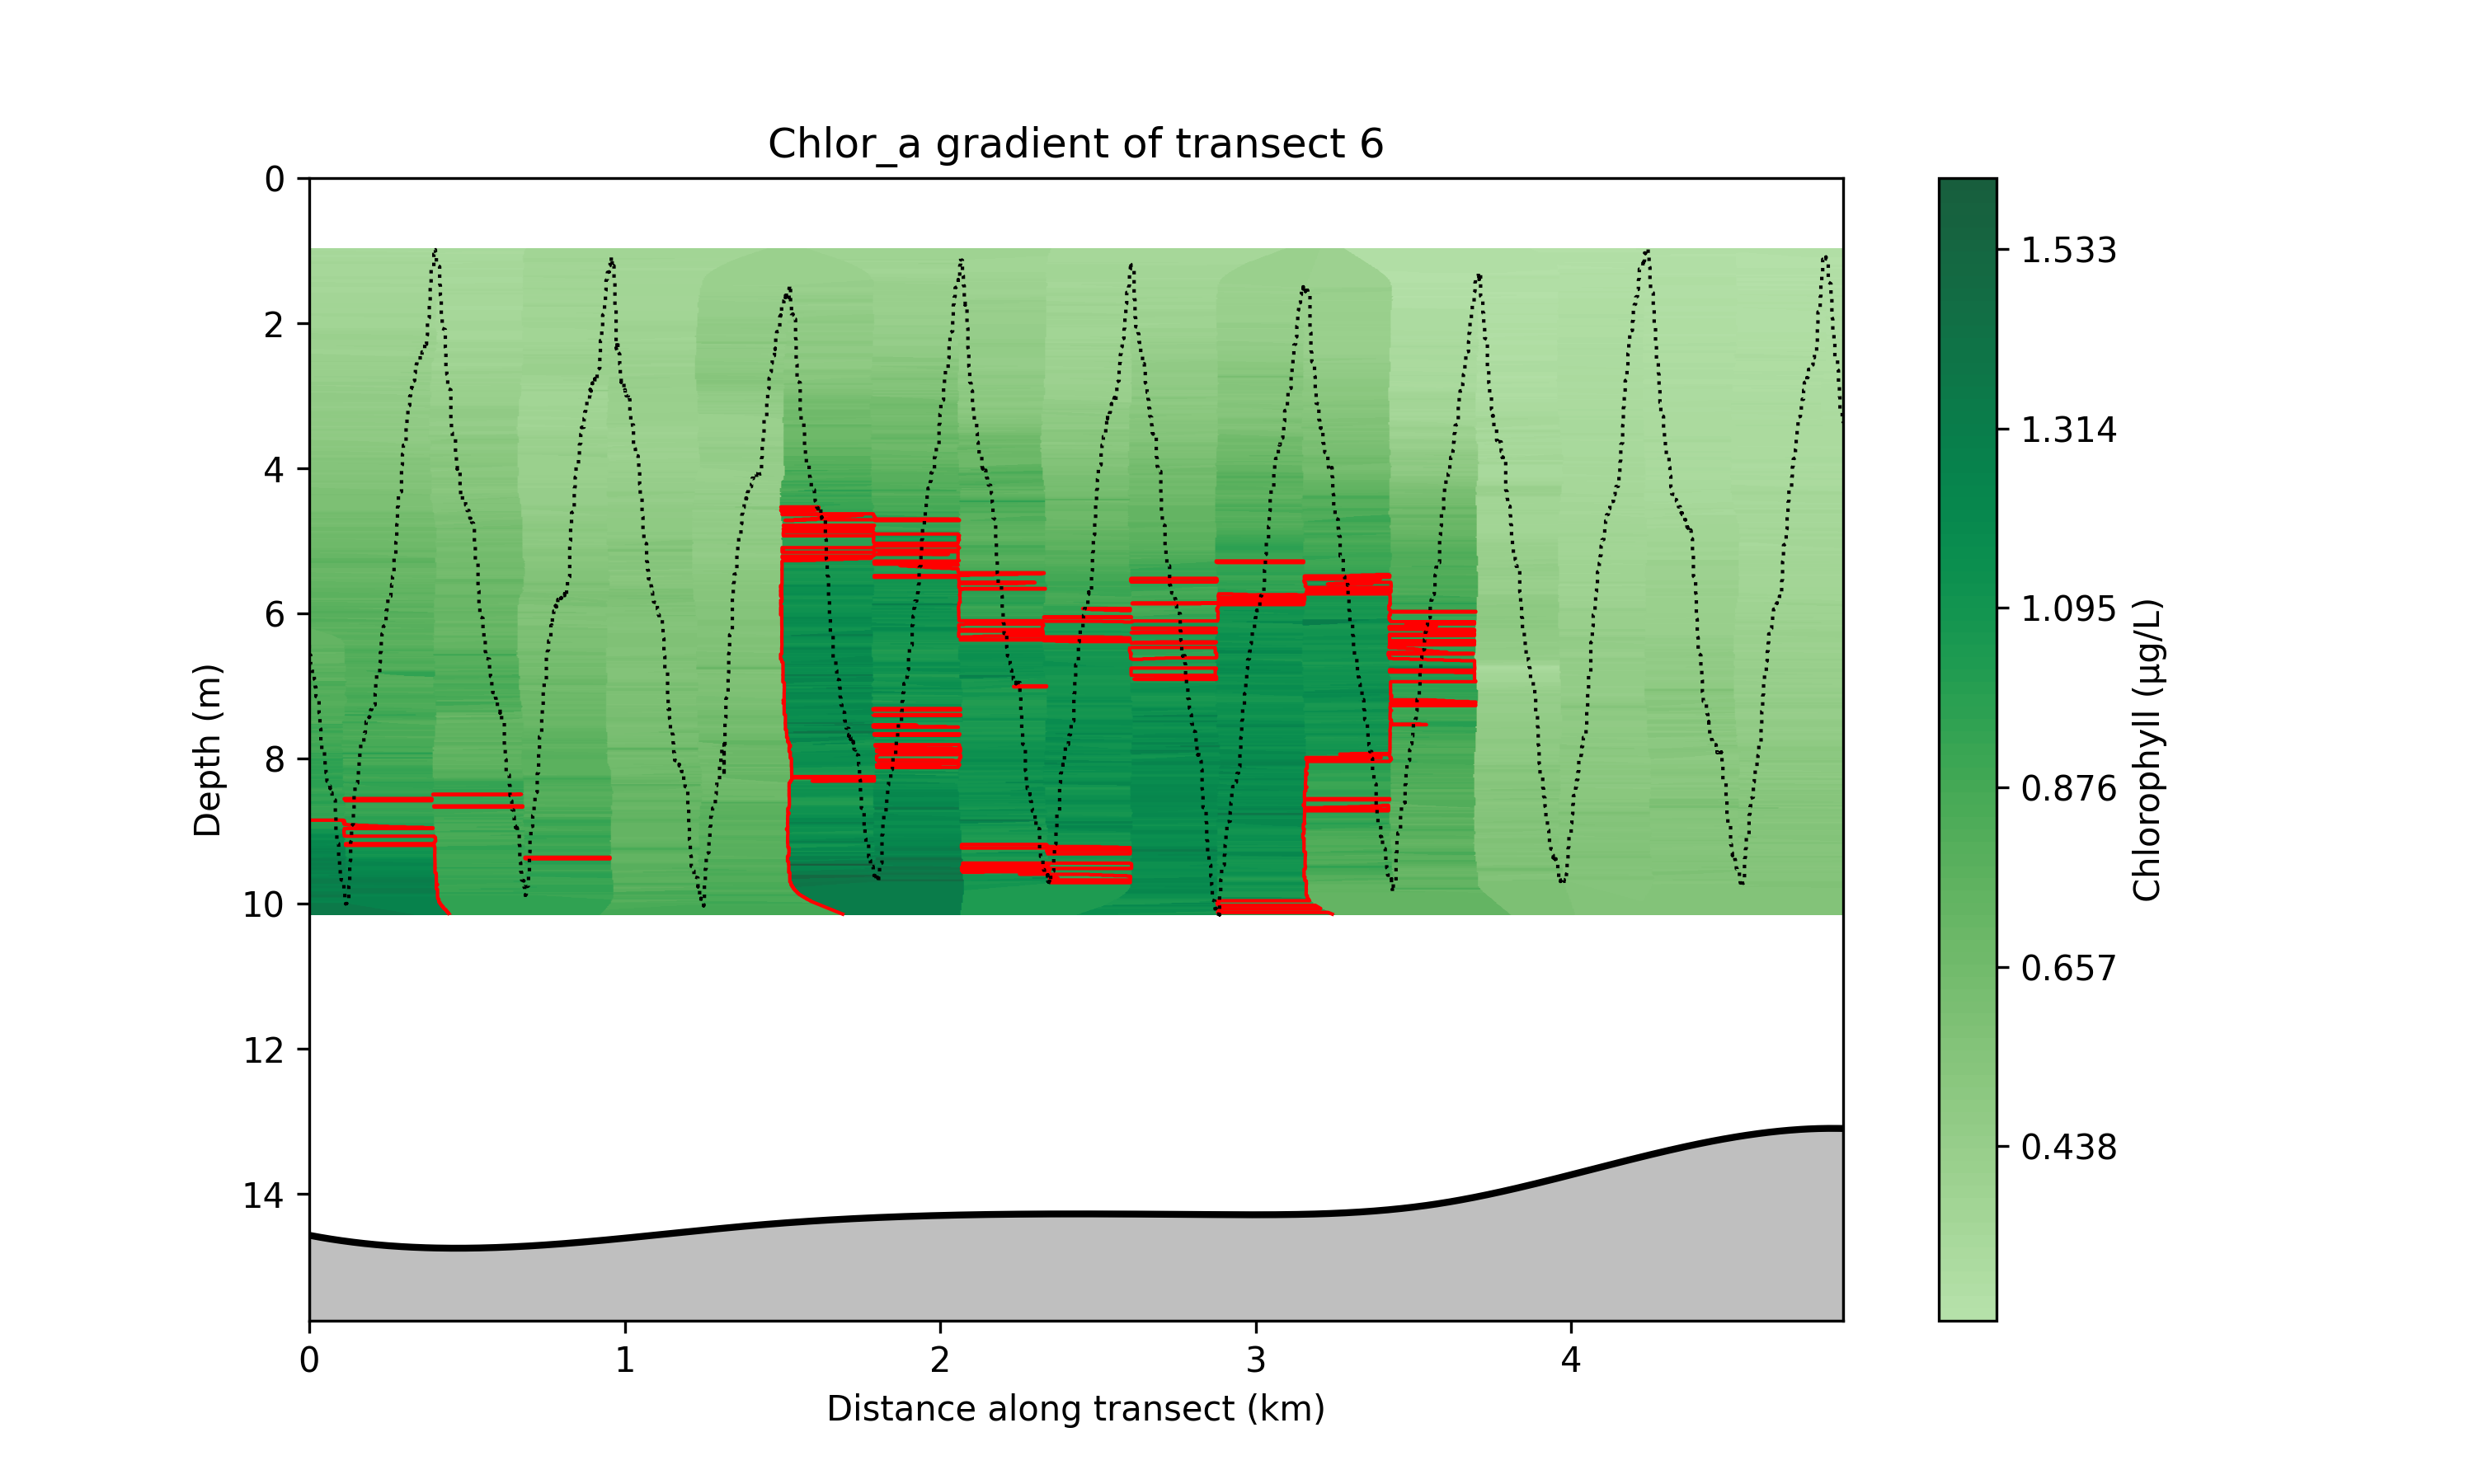 Chlor_a gradient of transect 6
0
2
4
6
8
10
12
14
Depth (m)
0 1 2 3 4
Distance along transect (km)
1.533
1.314
1.095
0.876
0.657
0.438
Chlorophyll (µg/L)